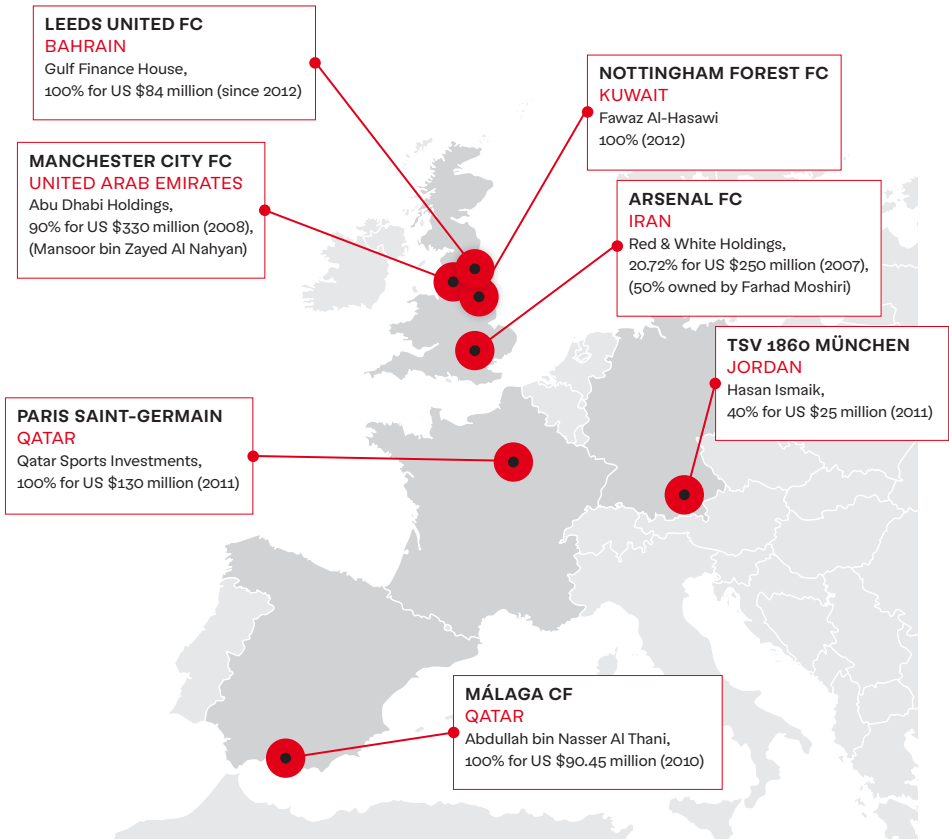 LEEDS UNITED FC
BAHRAIN
Gulf Finance House,
100% for US $84 million (since 2012)
NOTTINGHAM FOREST FC
KUWAIT
Fawaz Al-Hasawi
100% (2012)
MANCHESTER CITY FC
UNITED ARAB EMIRATES
Abu Dhabi Holdings,
90% for US $330 million (2008),
(Mansoor bin Zayed Al Nahyan)
ARSENAL FC
IRAN
Red & White Holdings,
20.72% for US $250 million (2007),
(50% owned by Farhad Moshiri)
TSV 1860 MÜNCHEN
JORDAN
Hasan Ismaik,
40% for US $25 million (2011)
PARIS SAINT-GERMAIN
QATAR
Qatar Sports Investments,
100% for US $130 million (2011)
MÁLAGA CF
QATAR
Abdullah bin Nasser Al Thani,
100% for US $90.45 million (2010)